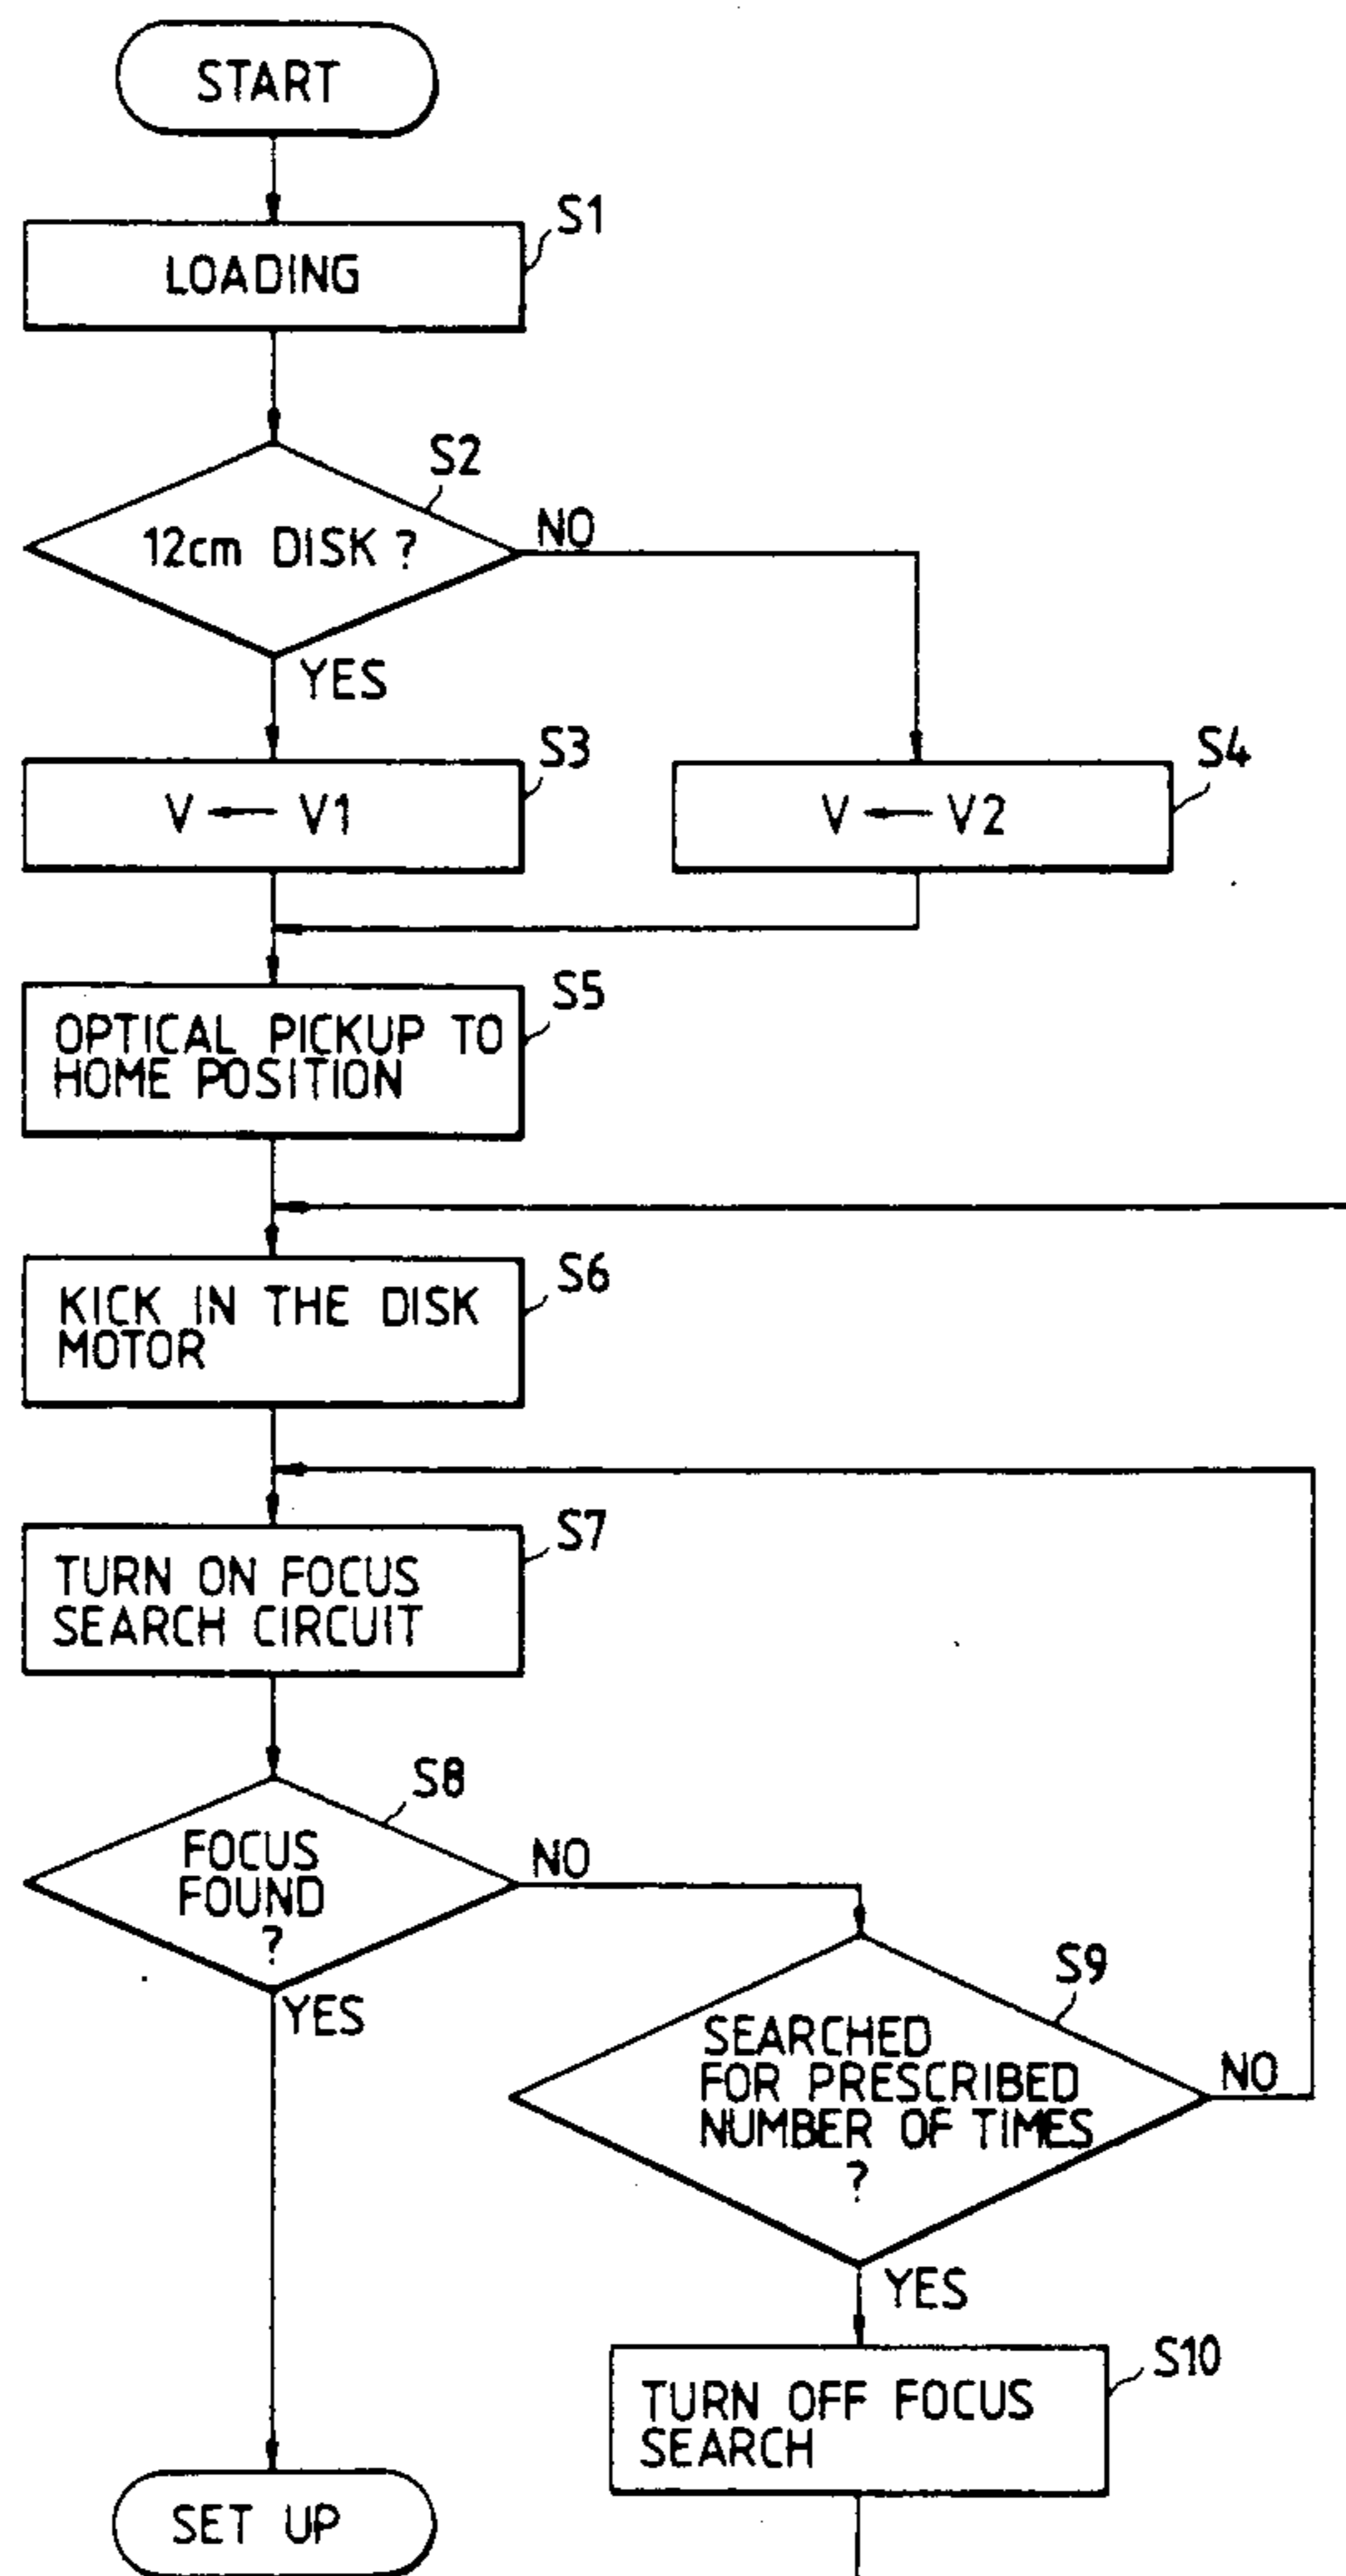 START
S1
LOADING
S2
12cm DISK ?
NO
YES
S3
V ← V1
S4
V ← V2
S5
OPTICAL PICKUP TO
HOME POSITION
S6
KICK IN THE DISK
MOTOR
S7
TURN ON FOCUS
SEARCH CIRCUIT
S8
FOCUS
FOUND
?
NO
YES
S9
SEARCHED
FOR PRESCRIBED
NUMBER OF TIMES
?
NO
YES
S10
TURN OFF FOCUS
SEARCH
SET UP